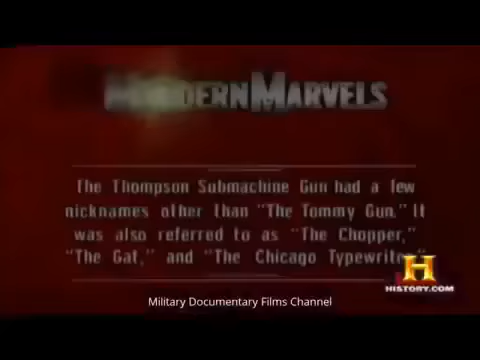 MODERN MARVELS
The Thompson Submachine Gun had a few
nicknames other than "The Tommy Gun." It
was also referred to as "The Chopper,"
"The Gat," and "The Chicago Typewriter."
H
HISTORY.COM
Military Documentary Films Channel